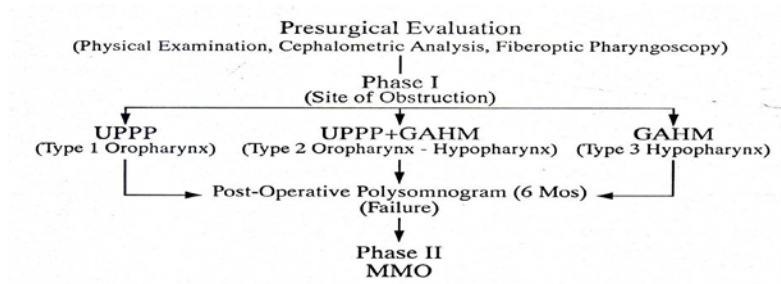 Presurgical Evaluation
(Physical Examination, Cephalometric Analysis, Fiberoptic Pharyngoscopy)
Phase I
(Site of Obstruction)
UPPP UPPP+GAHM GAHM
(Type 1 Oropharynx) (Type 2 Oropharynx - Hypopharynx) (Type 3 Hypopharynx)
Post-Operative Polysomnogram (6 Mos)
(Failure)
Phase II
MMO